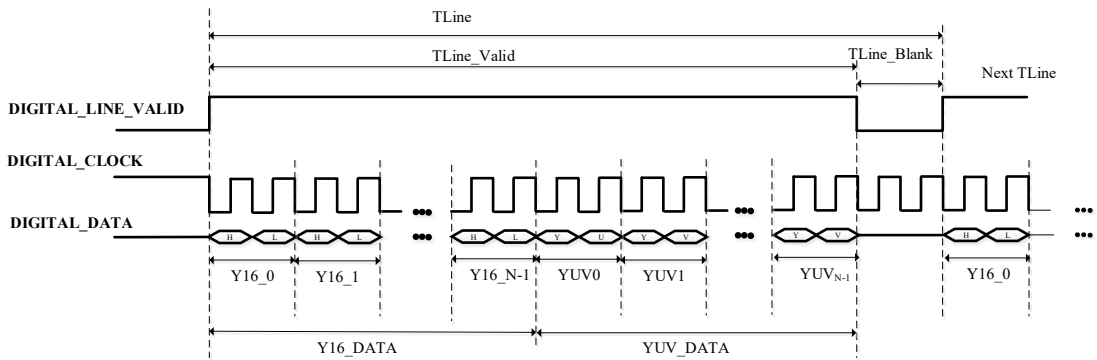 TLine
TLine_Valid
TLine_Blank
Next TLine
DIGITAL_LINE_VALID
DIGITAL_CLOCK
DIGITAL_DATA
H L H L H L Y U Y V Y V H L
Y16_0 Y16_1 Y16_N-1 YUV0 YUV1 YUVN-1 Y16_0
Y16_DATA YUV_DATA